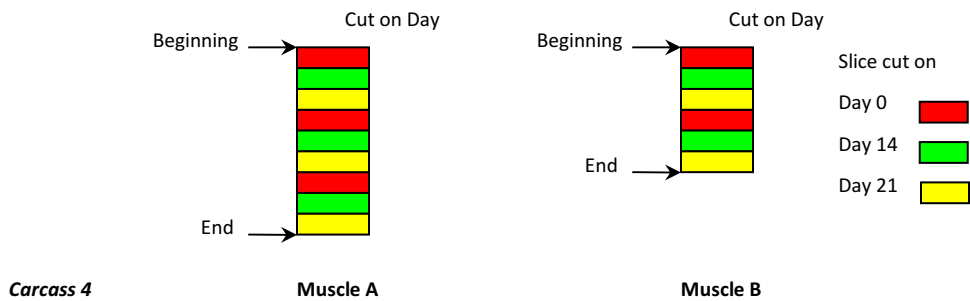 Cut on Day
Cut on Day
Beginning
Beginning
Slice cut on
Day 0
Day 14
End
Day 21
End
Carcass 4
Muscle A
Muscle B